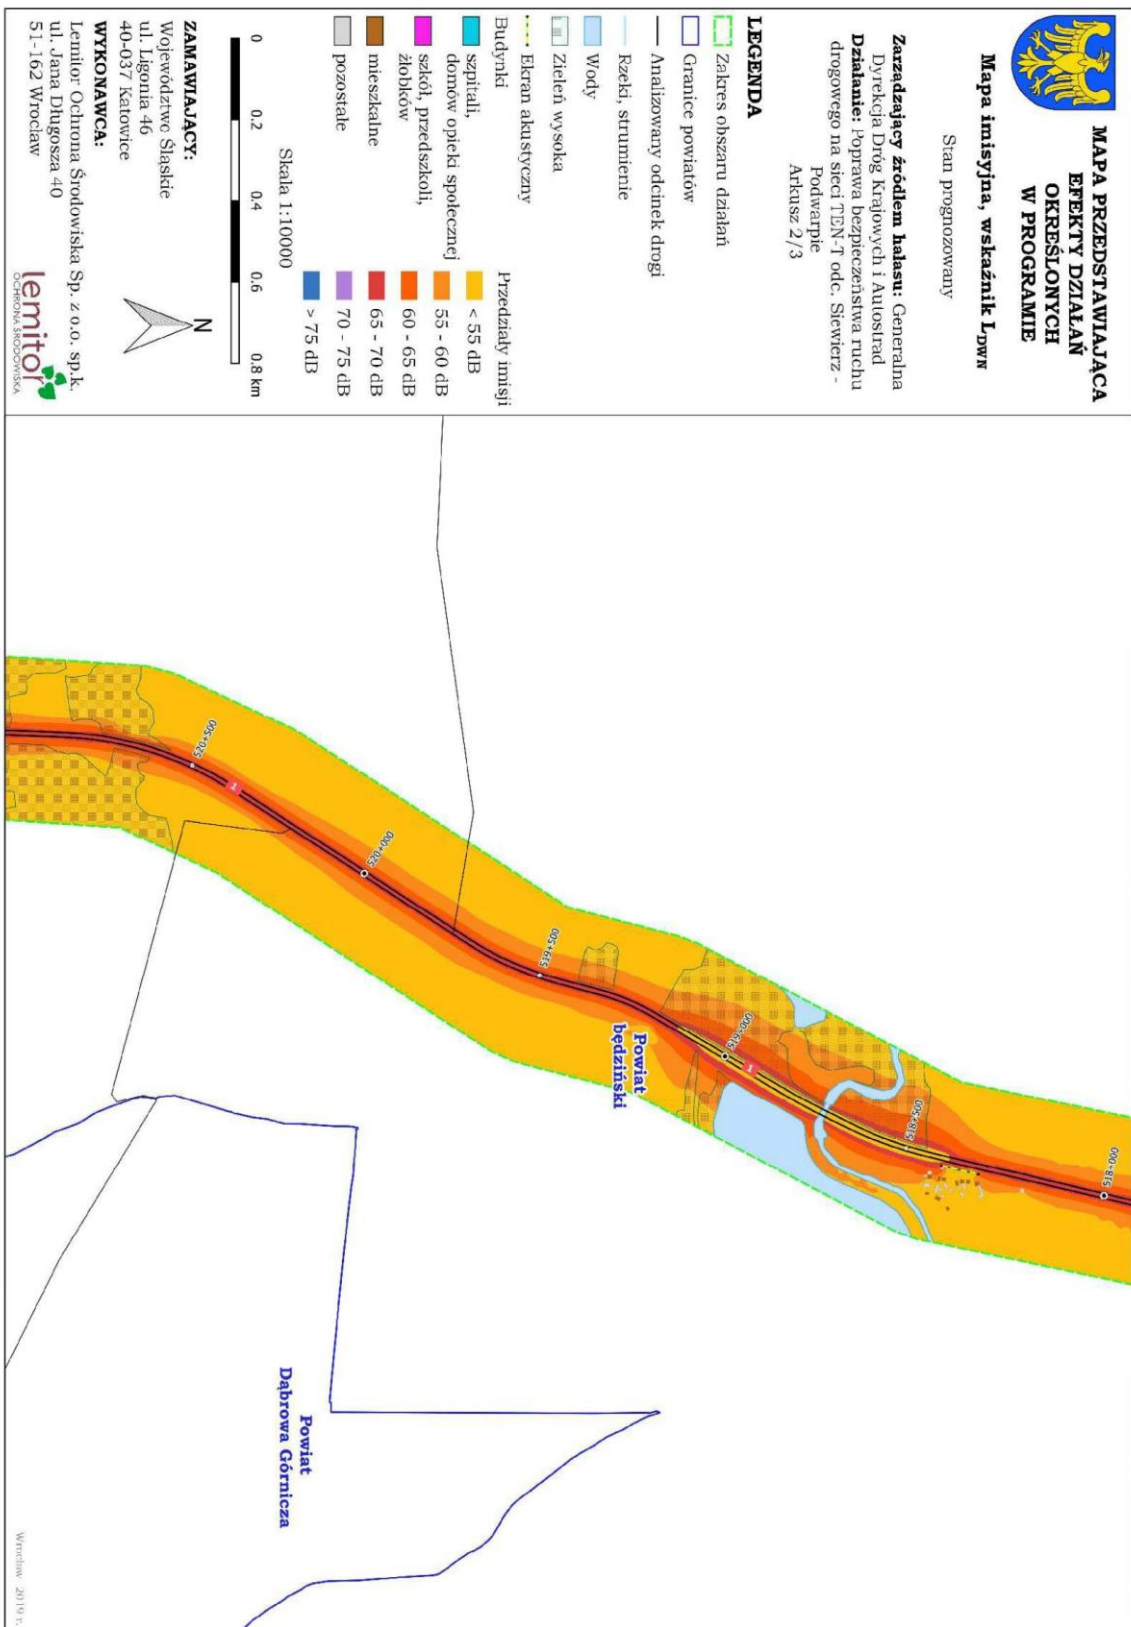 MAPA PRZEDSTAWIAJĄCA
EFEKTY DZIAŁAŃ
OKREŚLONYCH
W PROGRAMIE
Mapa imisyjna, wskaźnik LDWN
Stan prognozowany
Zarządzający źródłem hałasu: Generalna
Dyrekcja Dróg Krajowych i Autostrad
Działanie: Poprawa bezpieczeństwa ruchu
drogowego na sieci TEN-T odc. Siewierz -
Podwarpie
Arkusz 2/3
LEGENDA
Zakres obszaru działań
Granice powiatów
Analizowany odcinek drogi
Rzeki, strumienie
Wody
Zieleń wysoka
Ekran akustyczny
Budynki
szpitali,
domów opieki społecznej
szkół, przedszkoli,
żłobków
mieszkalne
pozostałe
Przedziały imisji
< 55 dB
55 - 60 dB
60 - 65 dB
65 - 70 dB
70 - 75 dB
> 75 dB
0 0.2 0.4 0.6 0.8 km
Skala 1:10000
N
ZAMAWIAJĄCY:
Województwo Śląskie
ul. Ligonia 46
40-037 Katowice
WYKONAWCA:
Lemitor Ochrona Środowiska Sp. z o.o. sp.k.
ul. Jana Długosza 40
51-162 Wrocław
lemitor
OCHRONA ŚRODOWISKA
518+000
518+500
1
519+000
Powiat
będziński
519+500
520+000
1
520+500
Powiat
Dąbrowa Górnicza
Wrocław 2019 r.